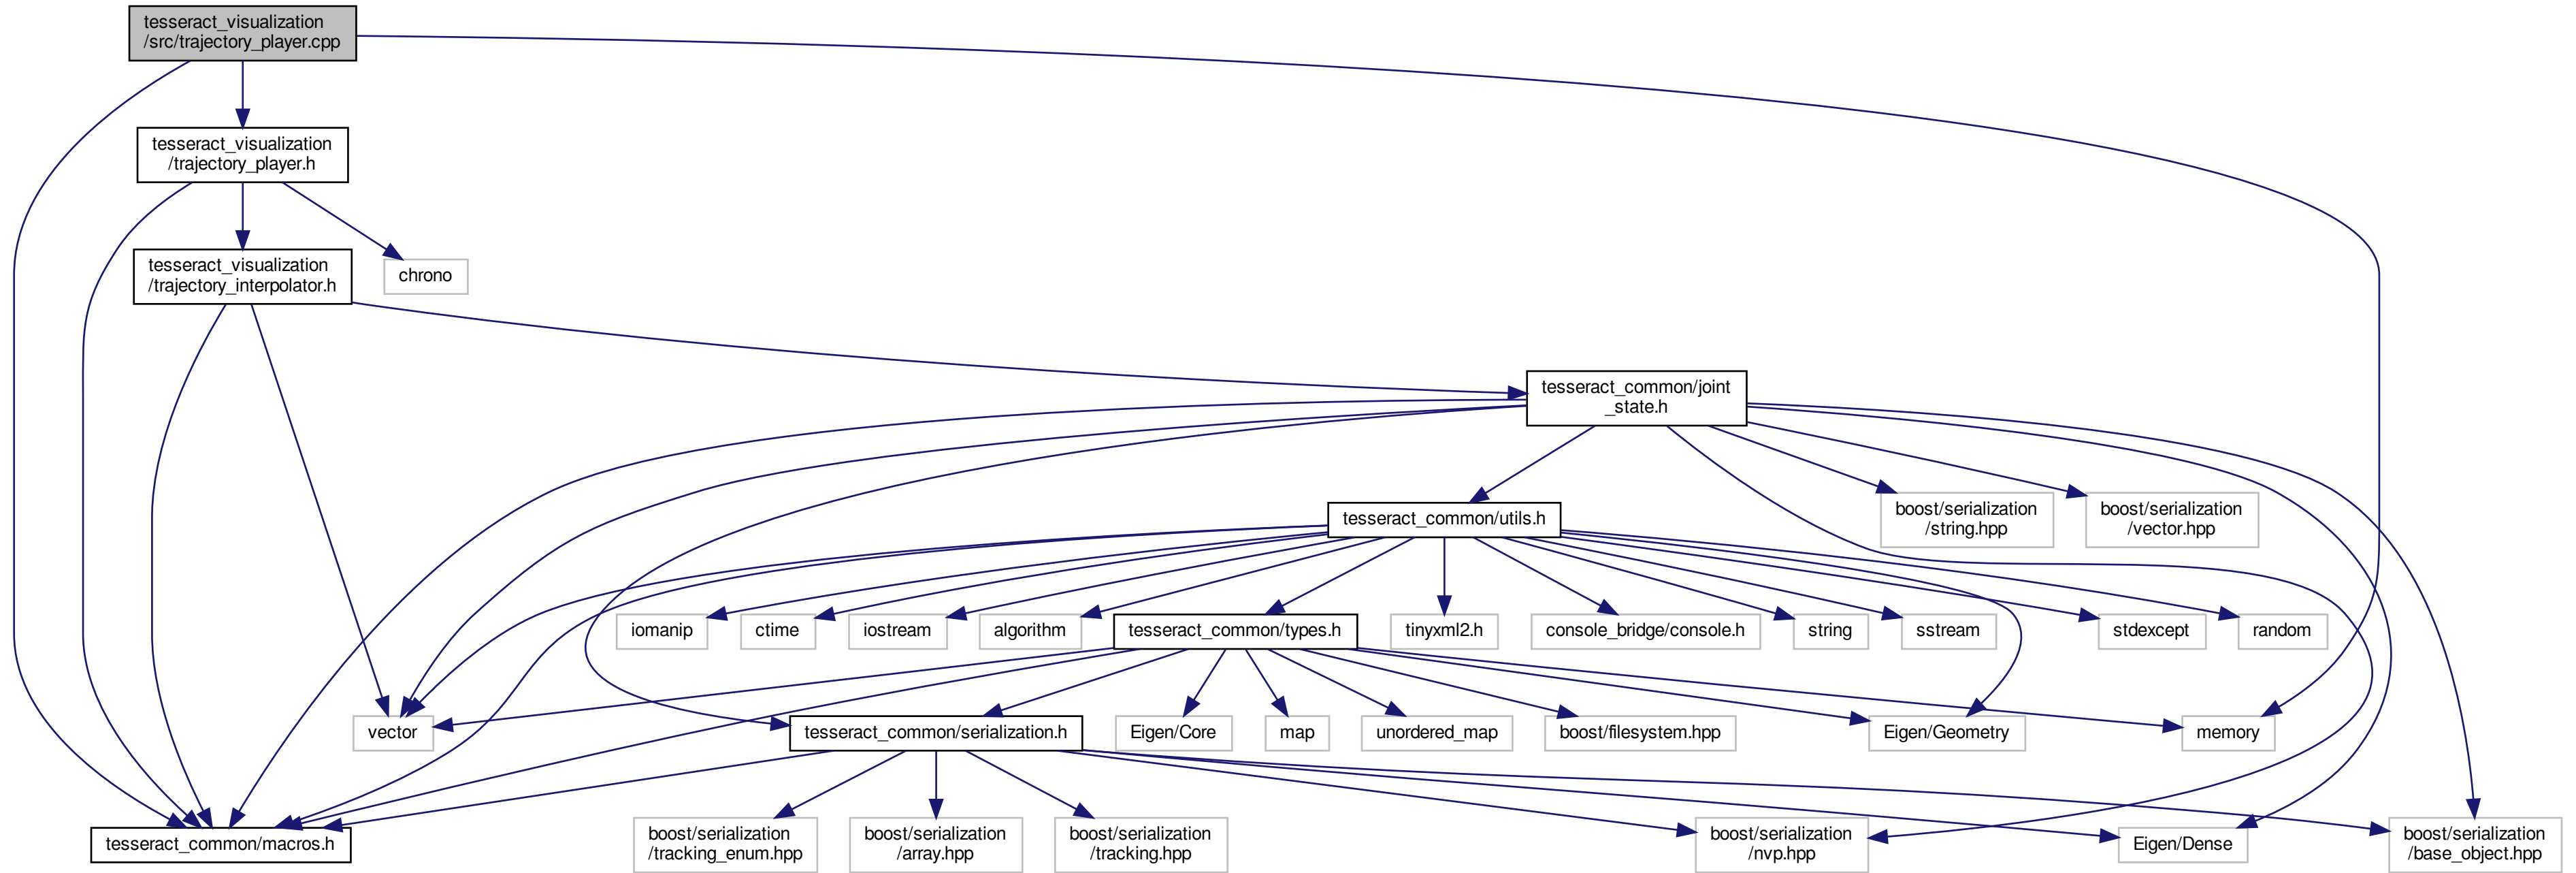 tesseract_visualization
/src/trajectory_player.cpp
tesseract_visualization
/trajectory_player.h
tesseract_visualization
/trajectory_interpolator.h
chrono
tesseract_common/joint
_state.h
tesseract_common/utils.h
boost/serialization
/string.hpp
boost/serialization
/vector.hpp
iomanip
ctime
iostream
algorithm
tesseract_common/types.h
tinyxml2.h
console_bridge/console.h
string
sstream
stdexcept
random
vector
tesseract_common/serialization.h
Eigen/Core
map
unordered_map
boost/filesystem.hpp
Eigen/Geometry
memory
tesseract_common/macros.h
boost/serialization
/tracking_enum.hpp
boost/serialization
/array.hpp
boost/serialization
/tracking.hpp
boost/serialization
/nvp.hpp
Eigen/Dense
boost/serialization
/base_object.hpp